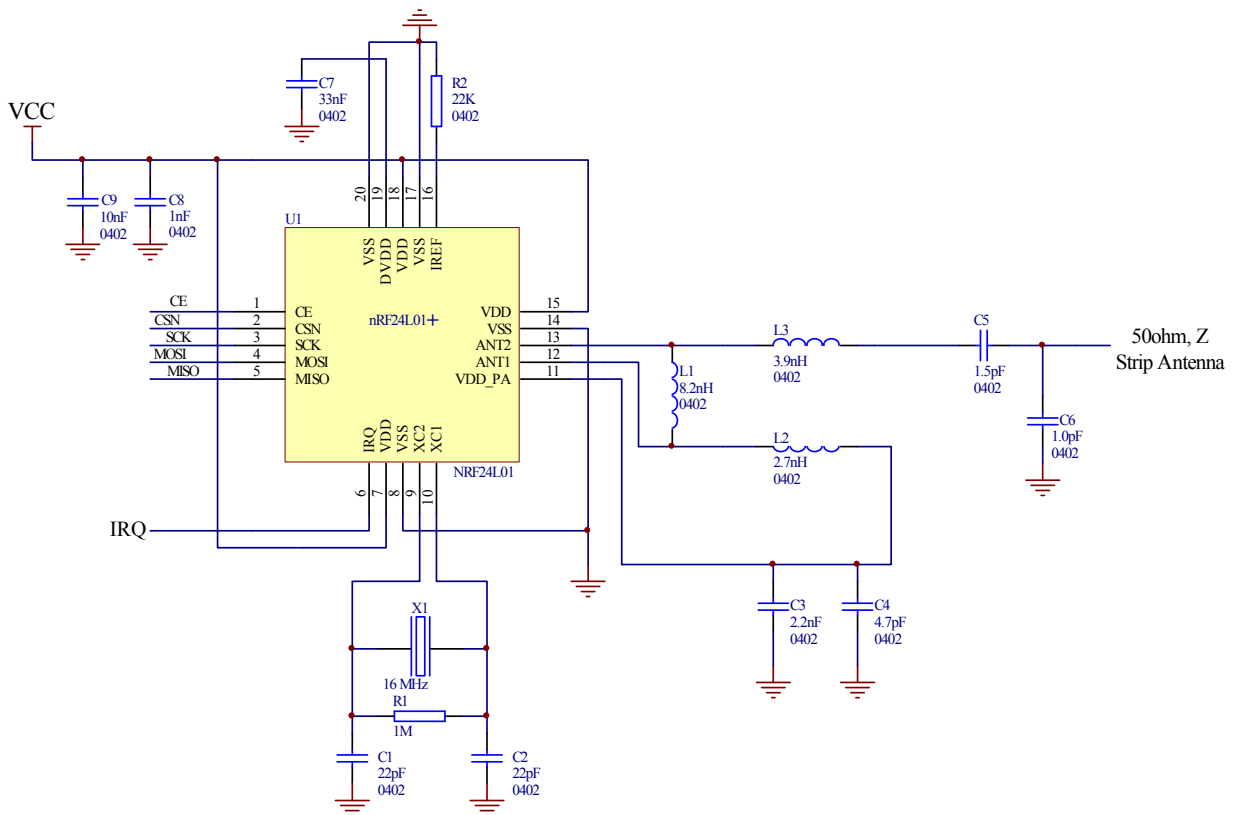 VCC
C7
33nF
0402
R2
22K
0402
C9
10nF
0402
C8
1nF
0402
20
19
18
17
16
U1
VSS
DVDD
VDD
VSS
IREF
nRF24L01+
CE
1
CE
CSN
2
CSN
SCK
3
SCK
MOSI
4
MOSI
MISO
5
MISO
VDD
15
VSS
14
ANT2
13
ANT1
12
VDD_PA
11
IRQ
VDD
VSS
XC2
XC1
NRF24L01
6
7
8
9
10
IRQ
L1
8.2nH
0402
L3
3.9nH
0402
C5
1.5pF
0402
50ohm, Z
Strip Antenna
C6
1.0pF
0402
L2
2.7nH
0402
C3
2.2nF
0402
C4
4.7pF
0402
X1
16 MHz
R1
1M
C1
22pF
0402
C2
22pF
0402